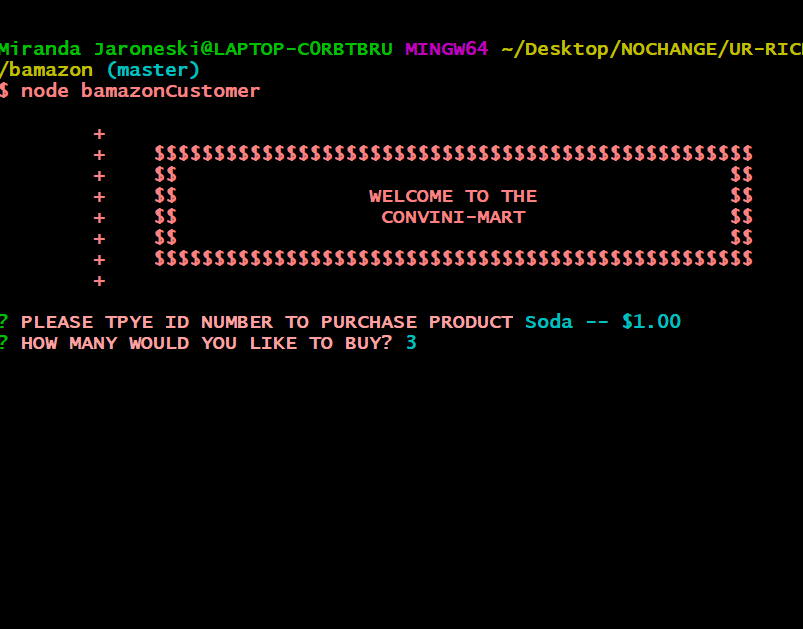 Miranda Jaroneski@LAPTOP-C0RBTBRU MINGW64 ~/Desktop/NOCHANGE/UR-RICH
/bamazon (master)
$ node bamazonCustomer
+
+ $$$$$$$$$$$$$$$$$$$$$$$$$$$$$$$$$$$$$$$$$$$$$$$$$$
+ $$ $$
+ $$ WELCOME TO THE $$
+ $$ CONVINI-MART $$
+ $$ $$
+ $$$$$$$$$$$$$$$$$$$$$$$$$$$$$$$$$$$$$$$$$$$$$$$$$$
+
? PLEASE TPYE ID NUMBER TO PURCHASE PRODUCT Soda -- $1.00
? HOW MANY WOULD YOU LIKE TO BUY? 3